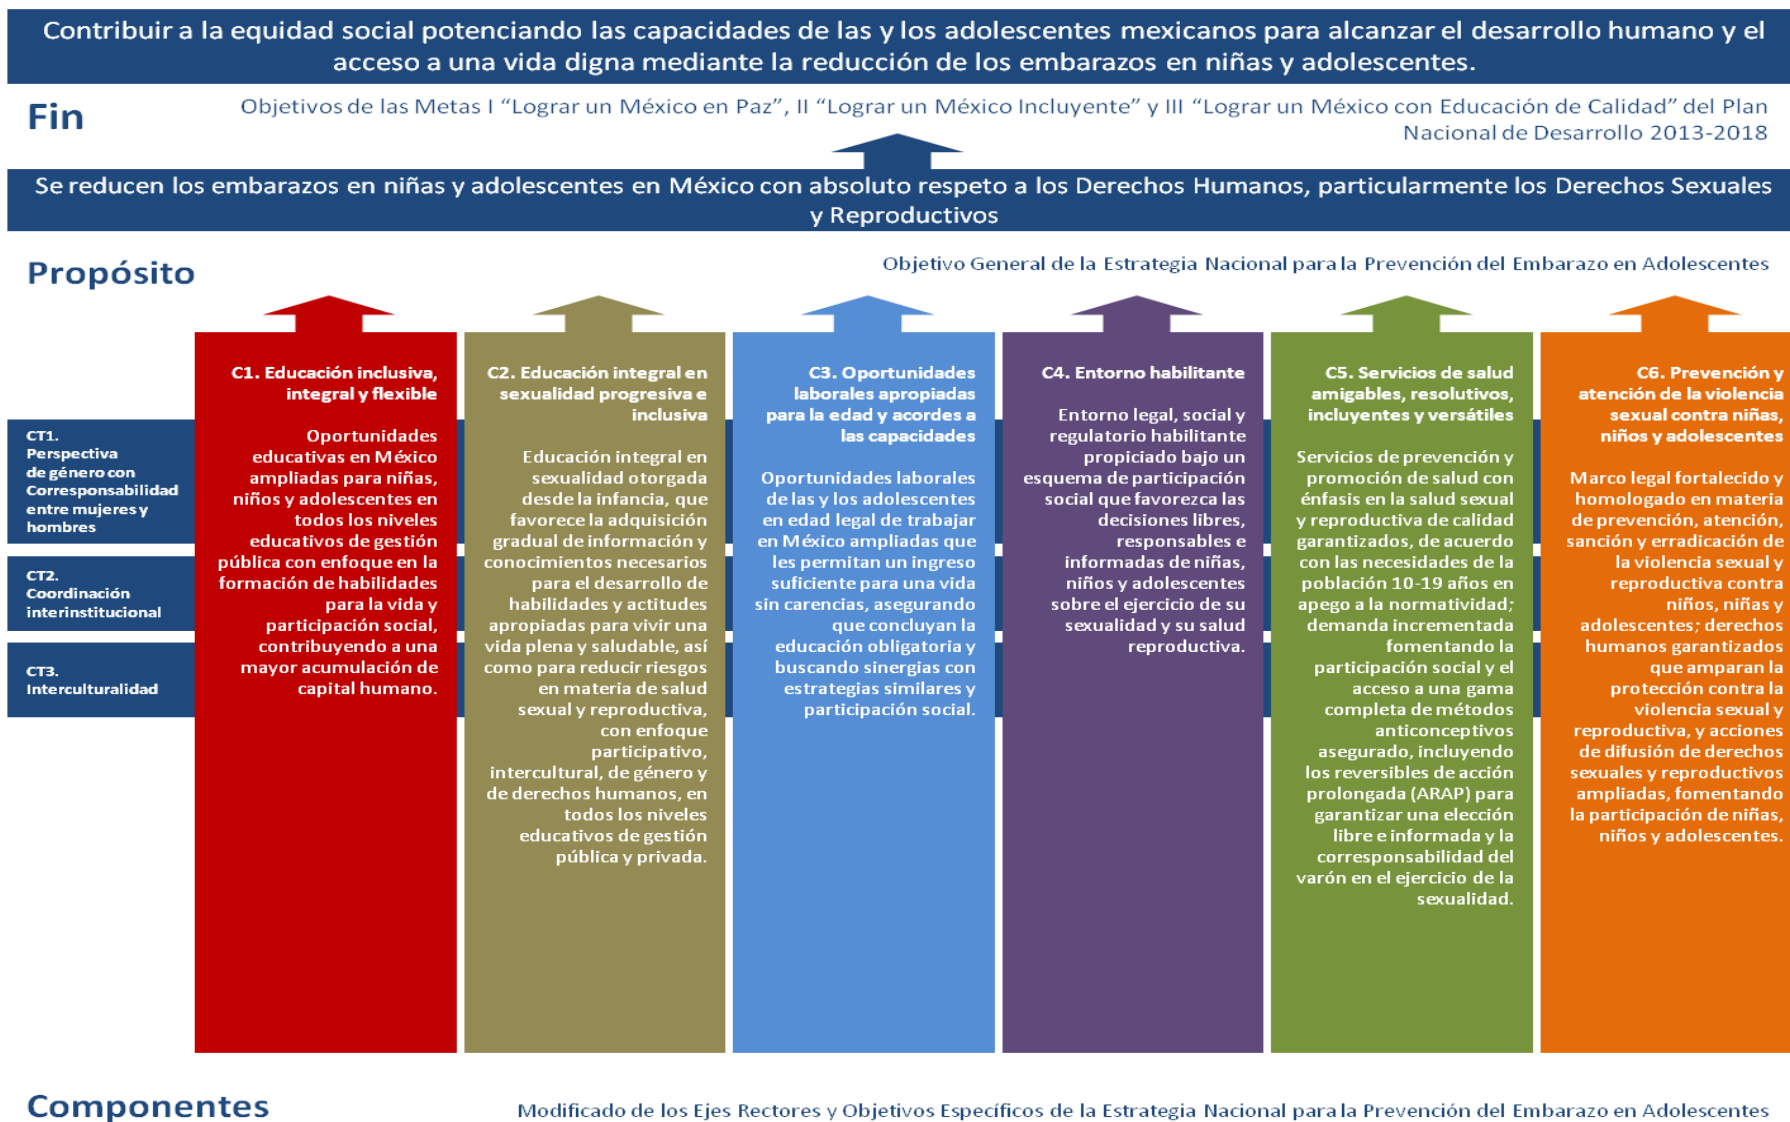 Contribuir a la equidad social potenciando las capacidades de las y los adolescentes mexicanos para alcanzar el desarrollo humano y el
acceso a una vida digna mediante la reducción de los embarazos en niñas y adolescentes.
Fin
Objetivos de las Metas I “Lograr un México en Paz”, II “Lograr un México Incluyente” y III “Lograr un México con Educación de Calidad” del Plan
Nacional de Desarrollo 2013-2018
Se reducen los embarazos en niñas y adolescentes en México con absoluto respeto a los Derechos Humanos, particularmente los Derechos Sexuales
y Reproductivos
Propósito
Objetivo General de la Estrategia Nacional para la Prevención del Embarazo en Adolescentes
CT1.
Perspectiva
de género con
Corresponsabilidad
entre mujeres y
hombres
CT2.
Coordinación
interinstitucional
CT3.
Interculturalidad
C1. Educación inclusiva,
integral y flexible
Oportunidades
educativas en México
ampliadas para niñas,
niños y adolescentes en
todos los niveles
educativos de gestión
pública con enfoque en la
formación de habilidades
para la vida y
participación social,
contribuyendo a una
mayor acumulación de
capital humano.
C2. Educación integral en
sexualidad progresiva e
inclusiva
Educación integral en
sexualidad otorgada
desde la infancia, que
favorece la adquisición
gradual de información y
conocimientos necesarios
para el desarrollo de
habilidades y actitudes
apropiadas para vivir una
vida plena y saludable, así
como para reducir riesgos
en materia de salud
sexual y reproductiva,
con enfoque
participativo,
intercultural, de género y
de derechos humanos, en
todos los niveles
educativos de gestión
pública y privada.
C3. Oportunidades
laborales apropiadas
para la edad y acordes a
las capacidades
Oportunidades laborales
de las y los adolescentes
en edad legal de trabajar
en México ampliadas que
les permitan un ingreso
suficiente para una vida
sin carencias, asegurando
que concluyan la
educación obligatoria y
buscando sinergias con
estrategias similares y
participación social.
C4. Entorno habilitante
Entorno legal, social y
regulatorio habilitante
propiciado bajo un
esquema de participación
social que favorezca las
decisiones libres,
responsables e
informadas de niñas,
niños y adolescentes
sobre el ejercicio de su
sexualidad y su salud
reproductiva.
C5. Servicios de salud
amigables, resolutivos,
incluyentes y versátiles
Servicios de prevención y
promoción de salud con
énfasis en la salud sexual
y reproductiva de calidad
garantizados, de acuerdo
con las necesidades de la
población 10-19 años en
apego a la normatividad;
demanda incrementada
fomentando la
participación social y el
acceso a una gama
completa de métodos
anticonceptivos
asegurado, incluyendo
los reversibles de acción
prolongada (ARAP) para
garantizar una elección
libre e informada y la
corresponsabilidad del
varón en el ejercicio de la
sexualidad.
C6. Prevención y
atención de la violencia
sexual contra niñas,
niños y adolescentes
Marco legal fortalecido y
homologado en materia
de prevención, atención,
sanción y erradicación de
la violencia sexual y
reproductiva contra
niños, niñas y
adolescentes; derechos
humanos garantizados
que amparan la
protección contra la
violencia sexual y
reproductiva, y acciones
de difusión de derechos
sexuales y reproductivos
ampliadas, fomentando
la participación de niñas,
niños y adolescentes.
Componentes
Modificado de los Ejes Rectores y Objetivos Específicos de la Estrategia Nacional para la Prevención del Embarazo en Adolescentes